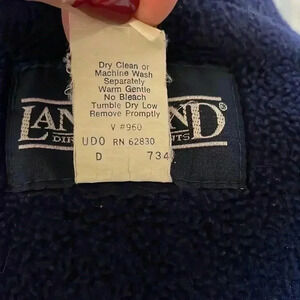 Dry Clean or
Machine Wash
Separately
Warm Gentle
No Bleach
Tumble Dry Low
Remove Promptly
V #960
UDO RN 62830
D 734